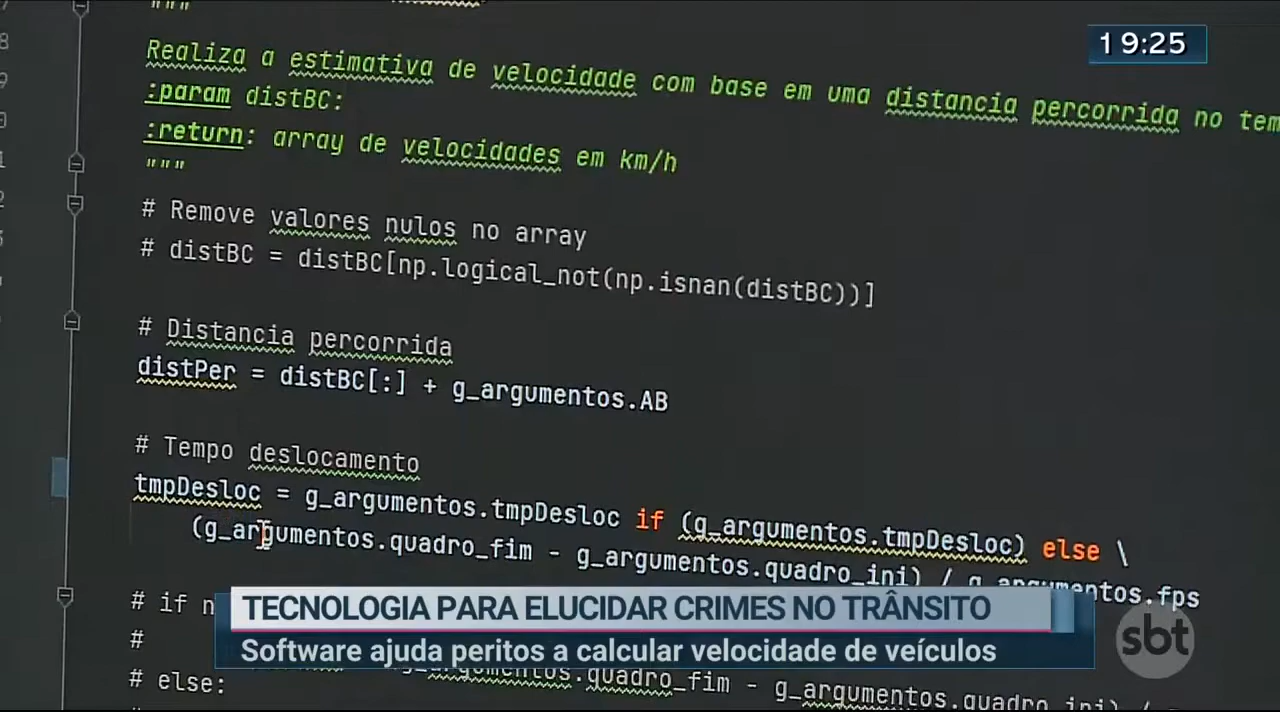 """
19:25
Realiza a estimativa de velocidade com base em uma distancia percorrida no tem
:param distBC:
:return: array de velocidades em km/h
"""
# Remove valores nulos no array
# distBC = distBC[np.logical_not(np.isnan(distBC))]
# Distancia percorrida
distPer = distBC[:] + g_argumentos.AB
# Tempo deslocamento
tmpDesloc = g_argumentos.tmpDesloc if (g_argumentos.tmpDesloc) else \
(g_argumentos.quadro_fim - g_argumentos.quadro_ini) / g_argumentos.fps
# if n
TECNOLOGIA PARA ELUCIDAR CRIMES NO TRÂNSITO
sbt
#
Software ajuda peritos a calcular velocidade de veículos
.quadro_fim - g_argumentos.quadro_ini) /
# else: